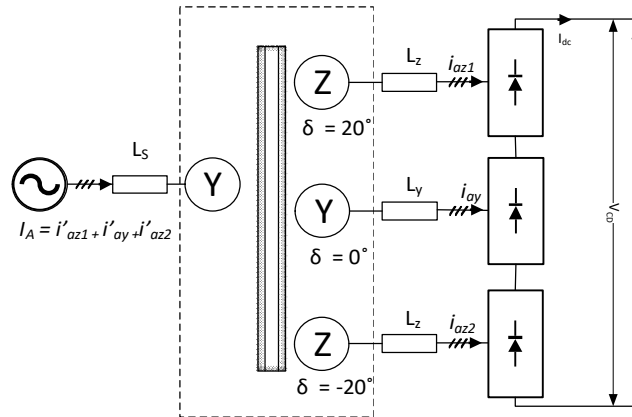 Z
L_z
i_az1
I_dc
δ = 20°
L_S
Y
Y
L_y
i_ay
V_CD
I_A = i'_az1 + i'_ay + i'_az2
δ = 0°
Z
L_z
i_az2
δ = -20°